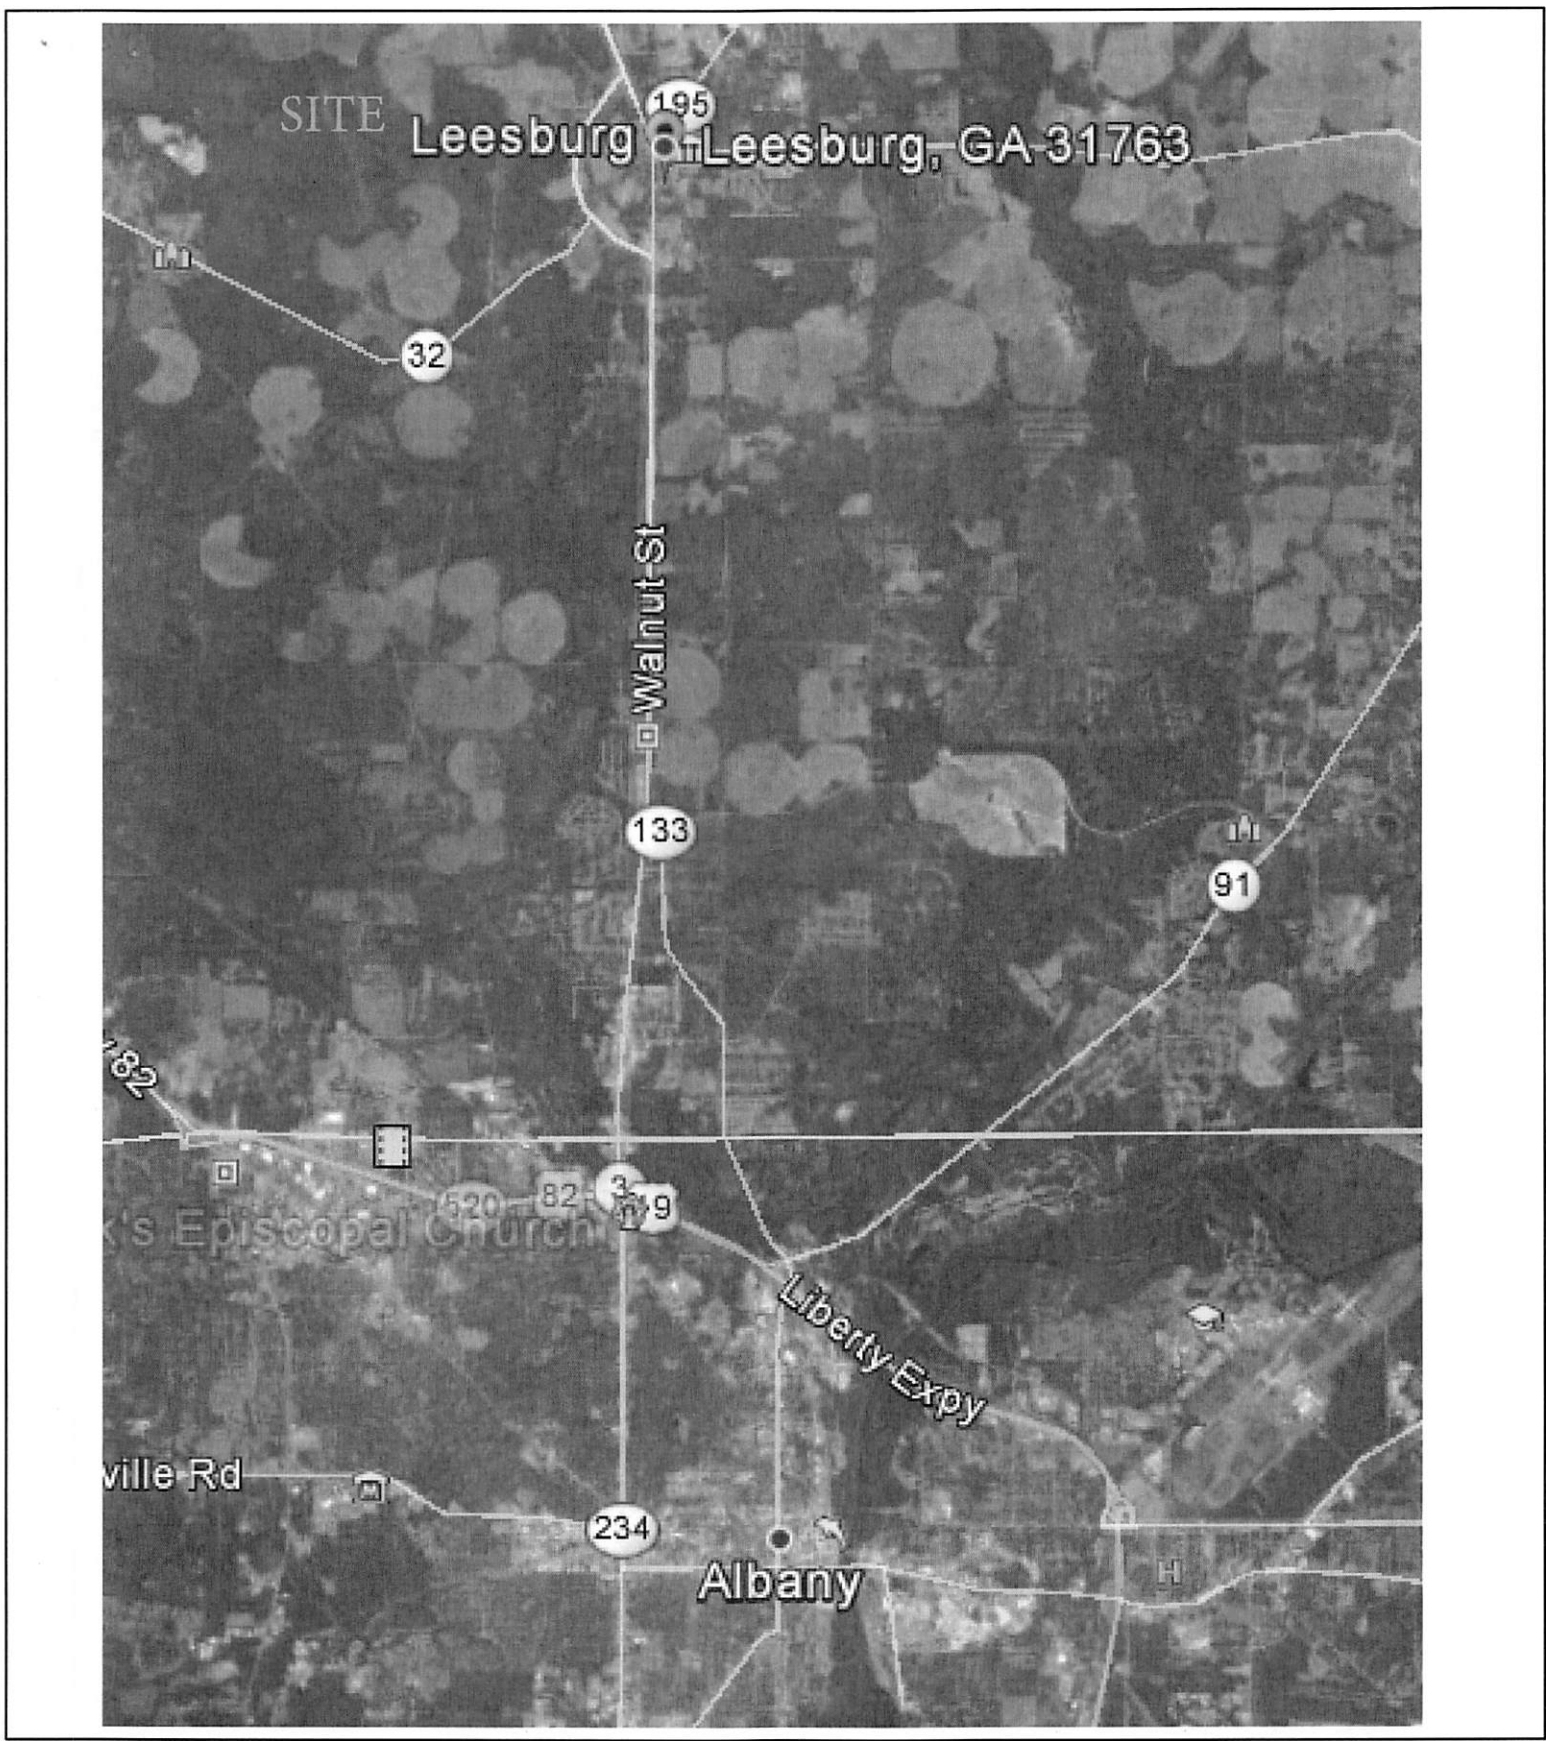 SITE
195
Leesburg
Leesburg, GA 31763
32
Walnut St
133
91
82
520
82
3
9
k's Episcopal Church
Liberty Expy
ville Rd
234
Albany
H